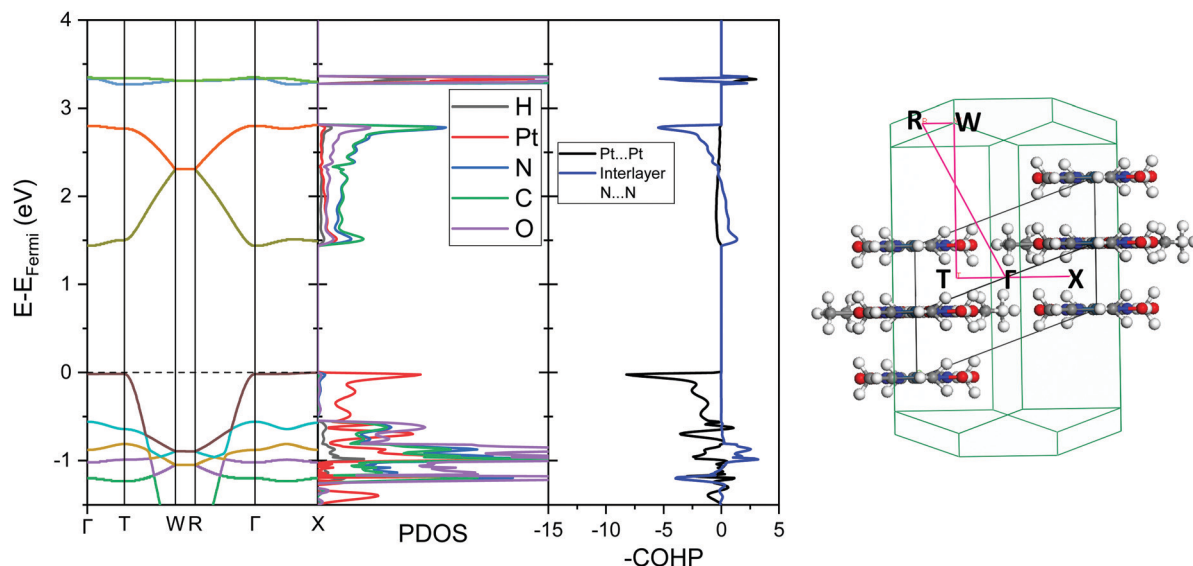 4
3
2
1
0
-1
E-E_Fermi (eV)
Γ
T
W
R
Γ
X
H
Pt
N
C
O
-15
PDOS
Pt...Pt
Interlayer
N...N
-10
-5
0
5
-COHP
R
W
T
Γ
X